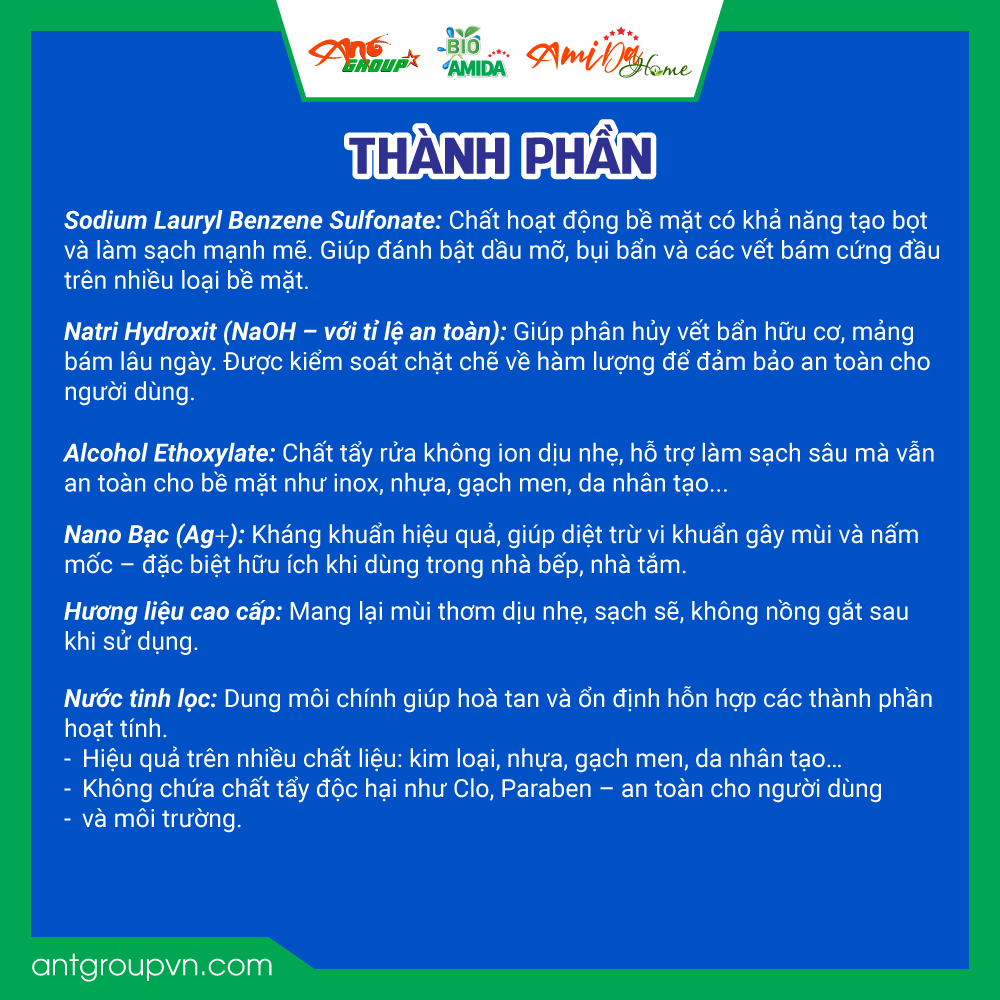 Ant GROUP
BIO AMIDA
AmiDa Home
THÀNH PHẦN
Sodium Lauryl Benzene Sulfonate: Chất hoạt động bề mặt có khả năng tạo bọt
và làm sạch mạnh mẽ. Giúp đánh bật dầu mỡ, bụi bẩn và các vết bám cứng đầu
trên nhiều loại bề mặt.
Natri Hydroxit (NaOH – với tỉ lệ an toàn): Giúp phân hủy vết bẩn hữu cơ, mảng
bám lâu ngày. Được kiểm soát chặt chẽ về hàm lượng để đảm bảo an toàn cho
người dùng.
Alcohol Ethoxylate: Chất tẩy rửa không ion dịu nhẹ, hỗ trợ làm sạch sâu mà vẫn
an toàn cho bề mặt như inox, nhựa, gạch men, da nhân tạo...
Nano Bạc (Ag+): Kháng khuẩn hiệu quả, giúp diệt trừ vi khuẩn gây mùi và nấm
mốc – đặc biệt hữu ích khi dùng trong nhà bếp, nhà tắm.
Hương liệu cao cấp: Mang lại mùi thơm dịu nhẹ, sạch sẽ, không nồng gắt sau
khi sử dụng.
Nước tinh lọc: Dung môi chính giúp hoà tan và ổn định hỗn hợp các thành phần
hoạt tính.
- Hiệu quả trên nhiều chất liệu: kim loại, nhựa, gạch men, da nhân tạo...
- Không chứa chất tẩy độc hại như Clo, Paraben – an toàn cho người dùng
- và môi trường.
antgroupvn.com